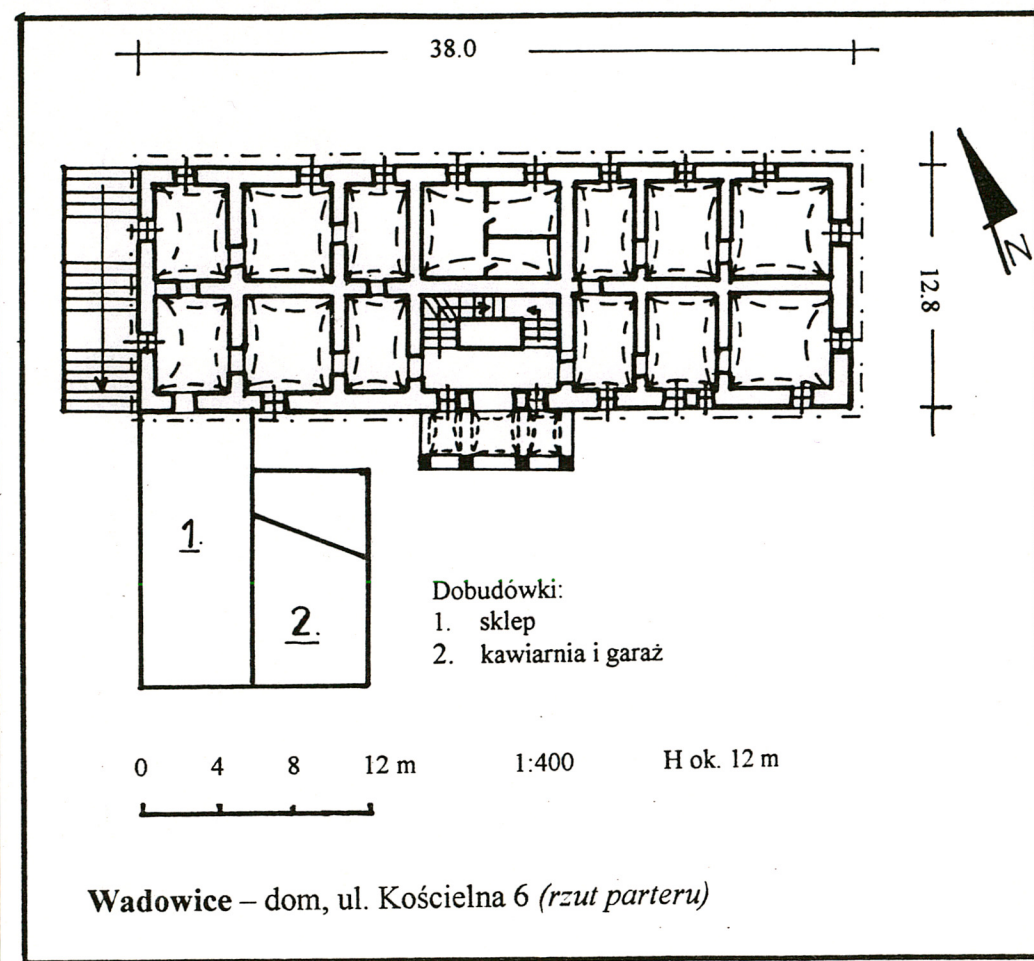 38.0
N
12.8
1.
2.
Dobudówki:
1. sklep
2. kawiarnia i garaż
0 4 8 12 m 1:400 H ok. 12 m
Wadowice – dom, ul. Kościelna 6 (rzut parteru)